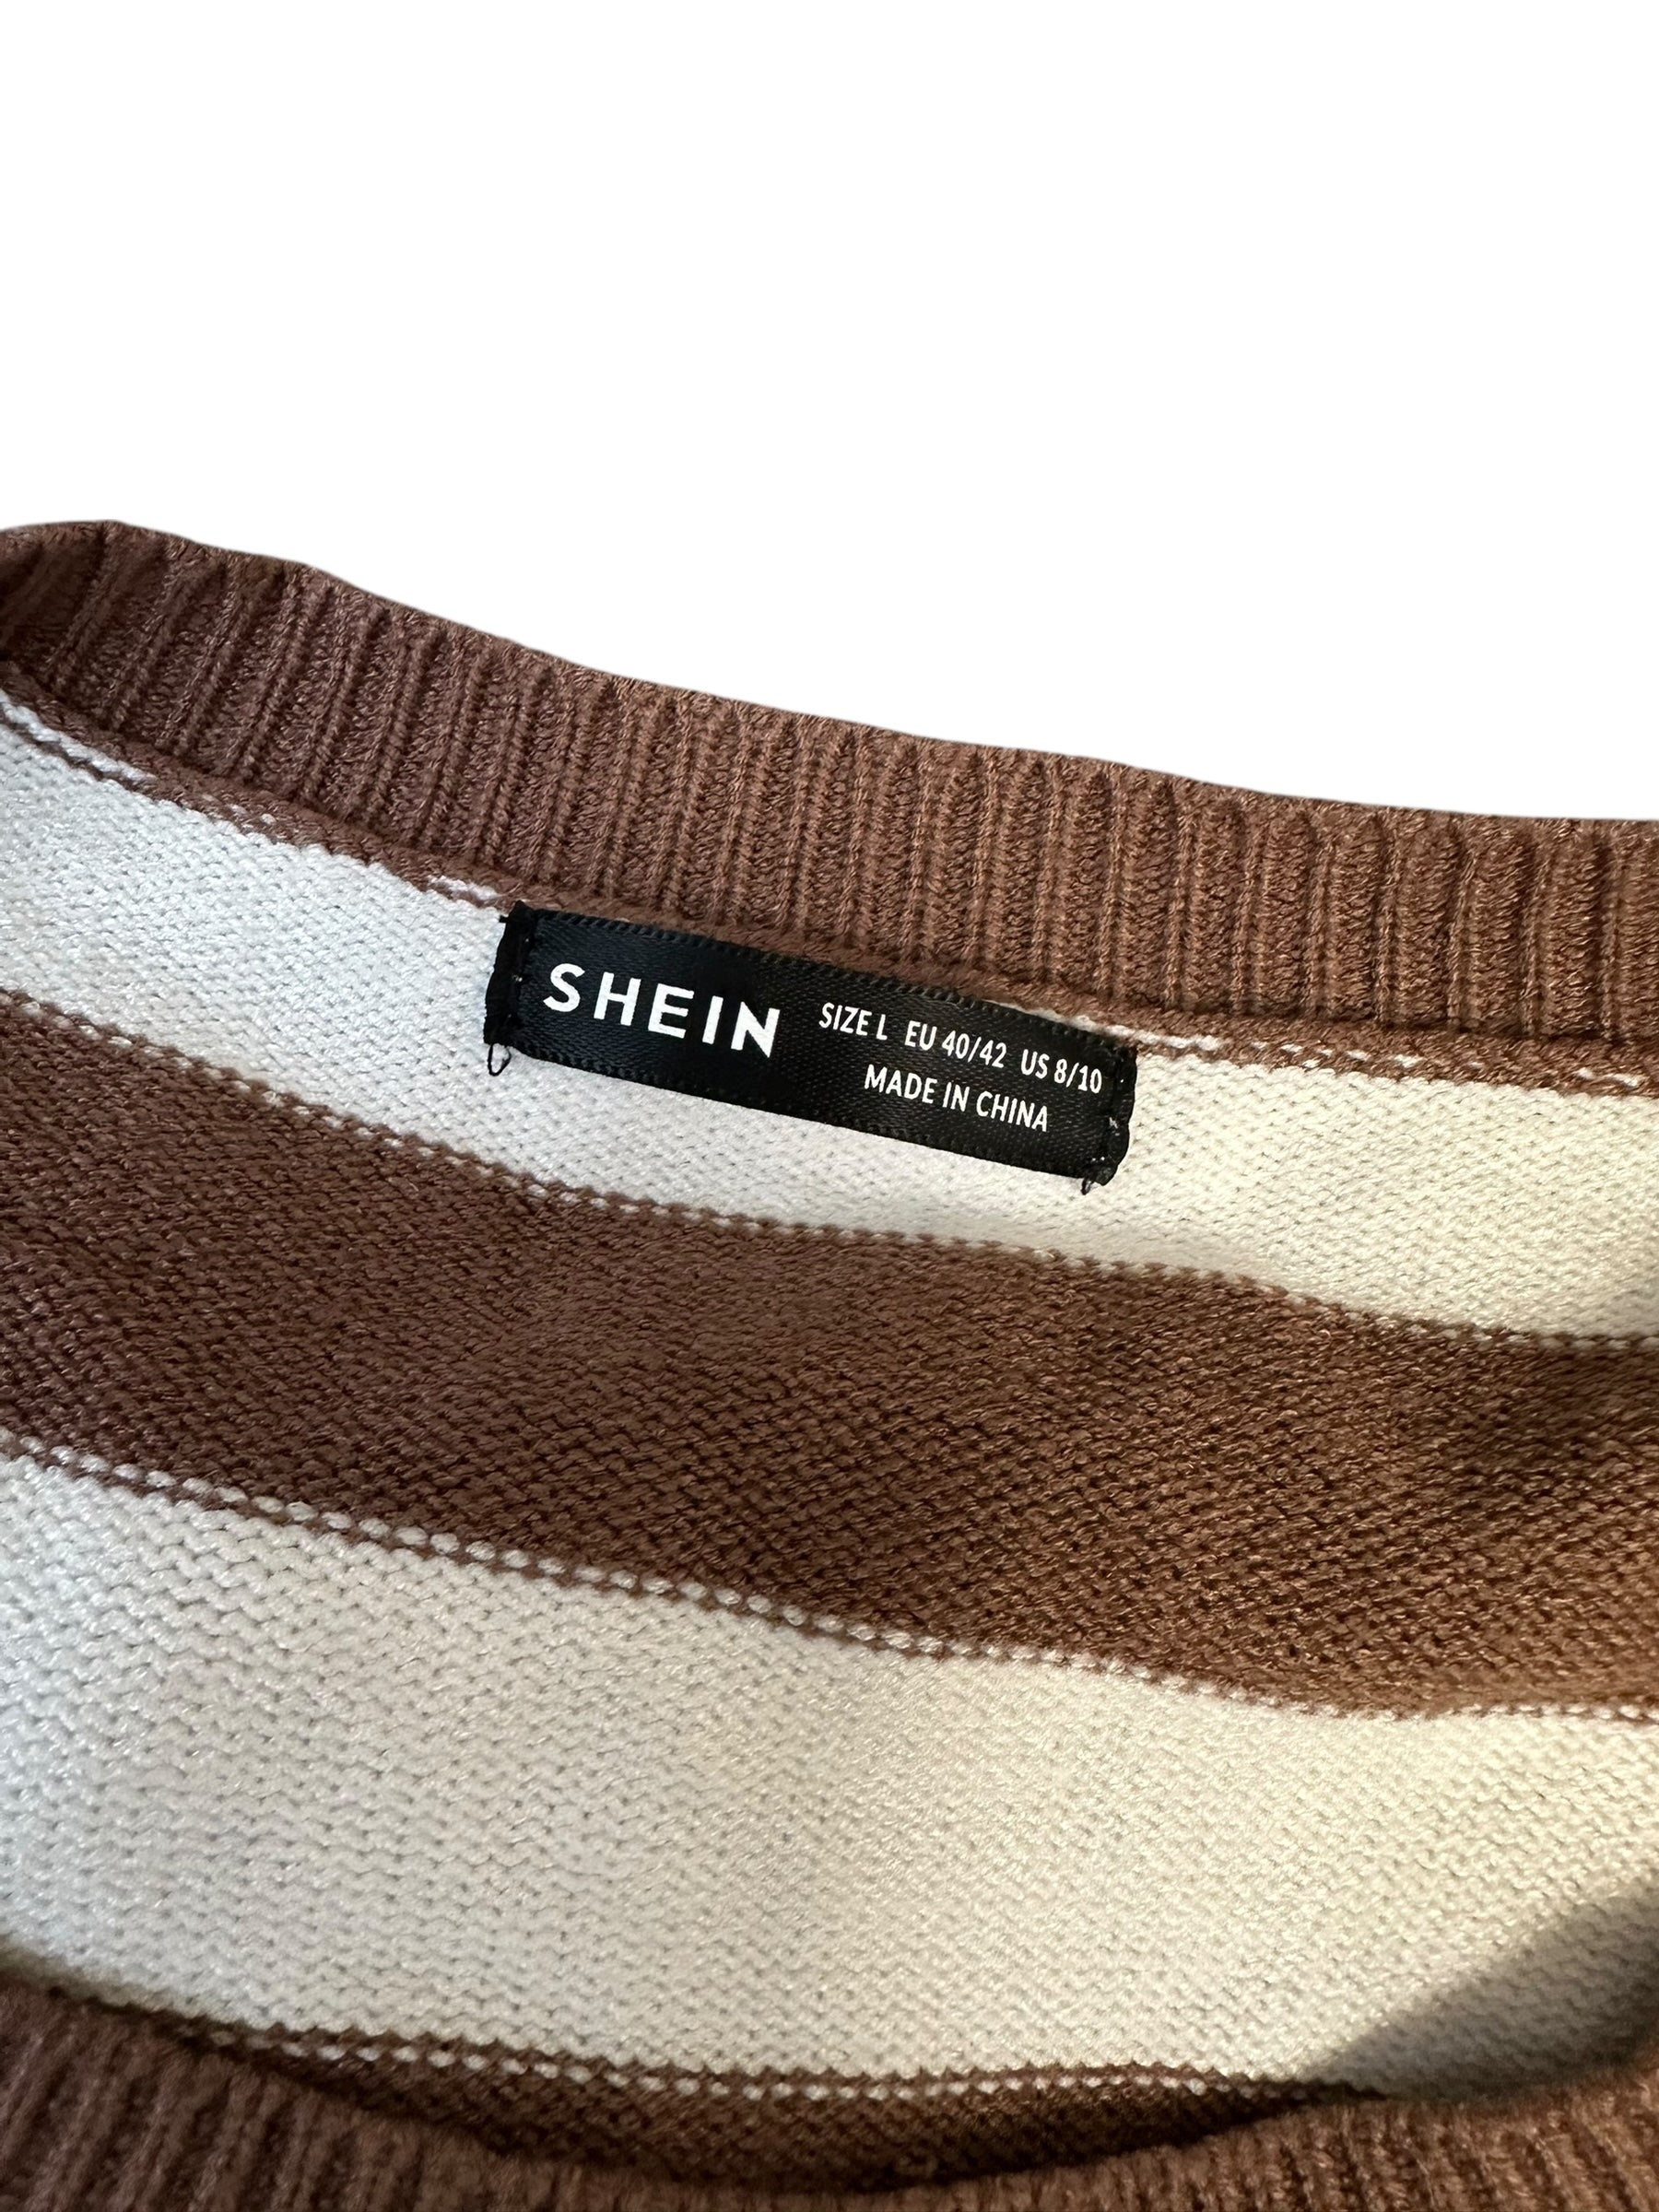 SHEIN SIZE L EU 40/42 US 8/10
MADE IN CHINA